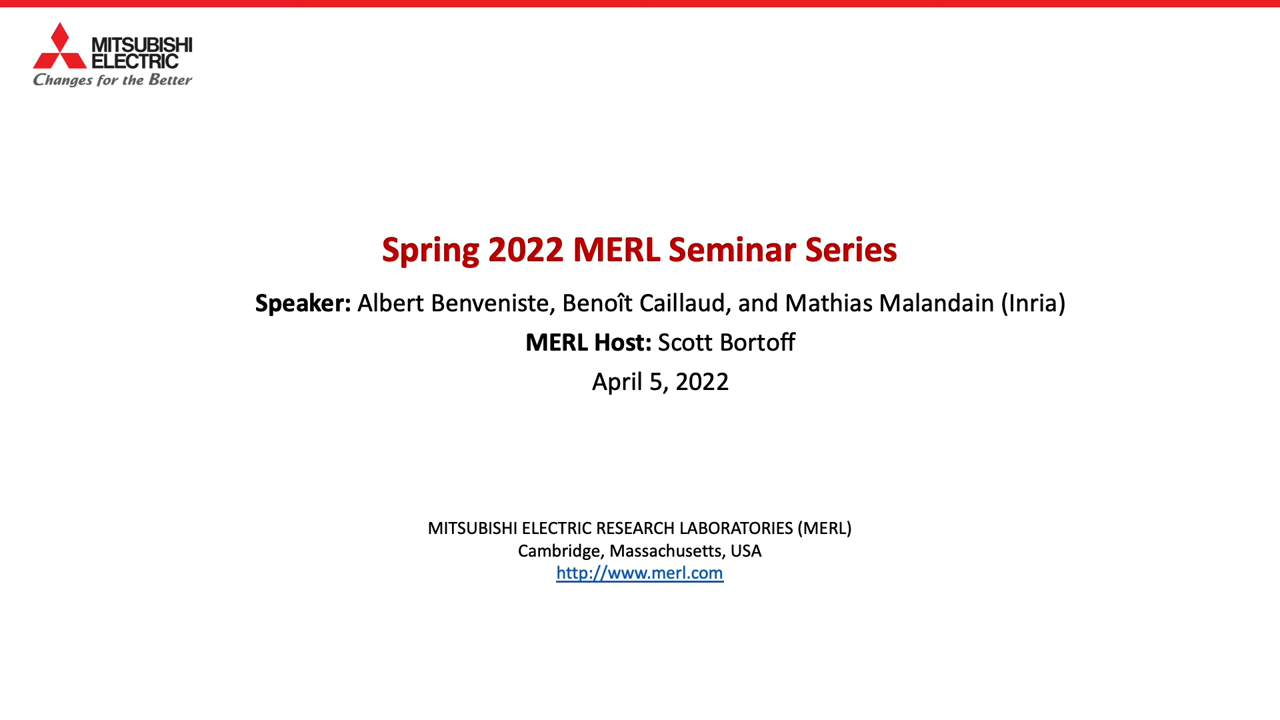 MITSUBISHI
ELECTRIC
Changes for the Better
Spring 2022 MERL Seminar Series
Speaker: Albert Benveniste, Benoît Caillaud, and Mathias Malandain (Inria)
MERL Host: Scott Bortoff
April 5, 2022
MITSUBISHI ELECTRIC RESEARCH LABORATORIES (MERL)
Cambridge, Massachusetts, USA
http://www.merl.com